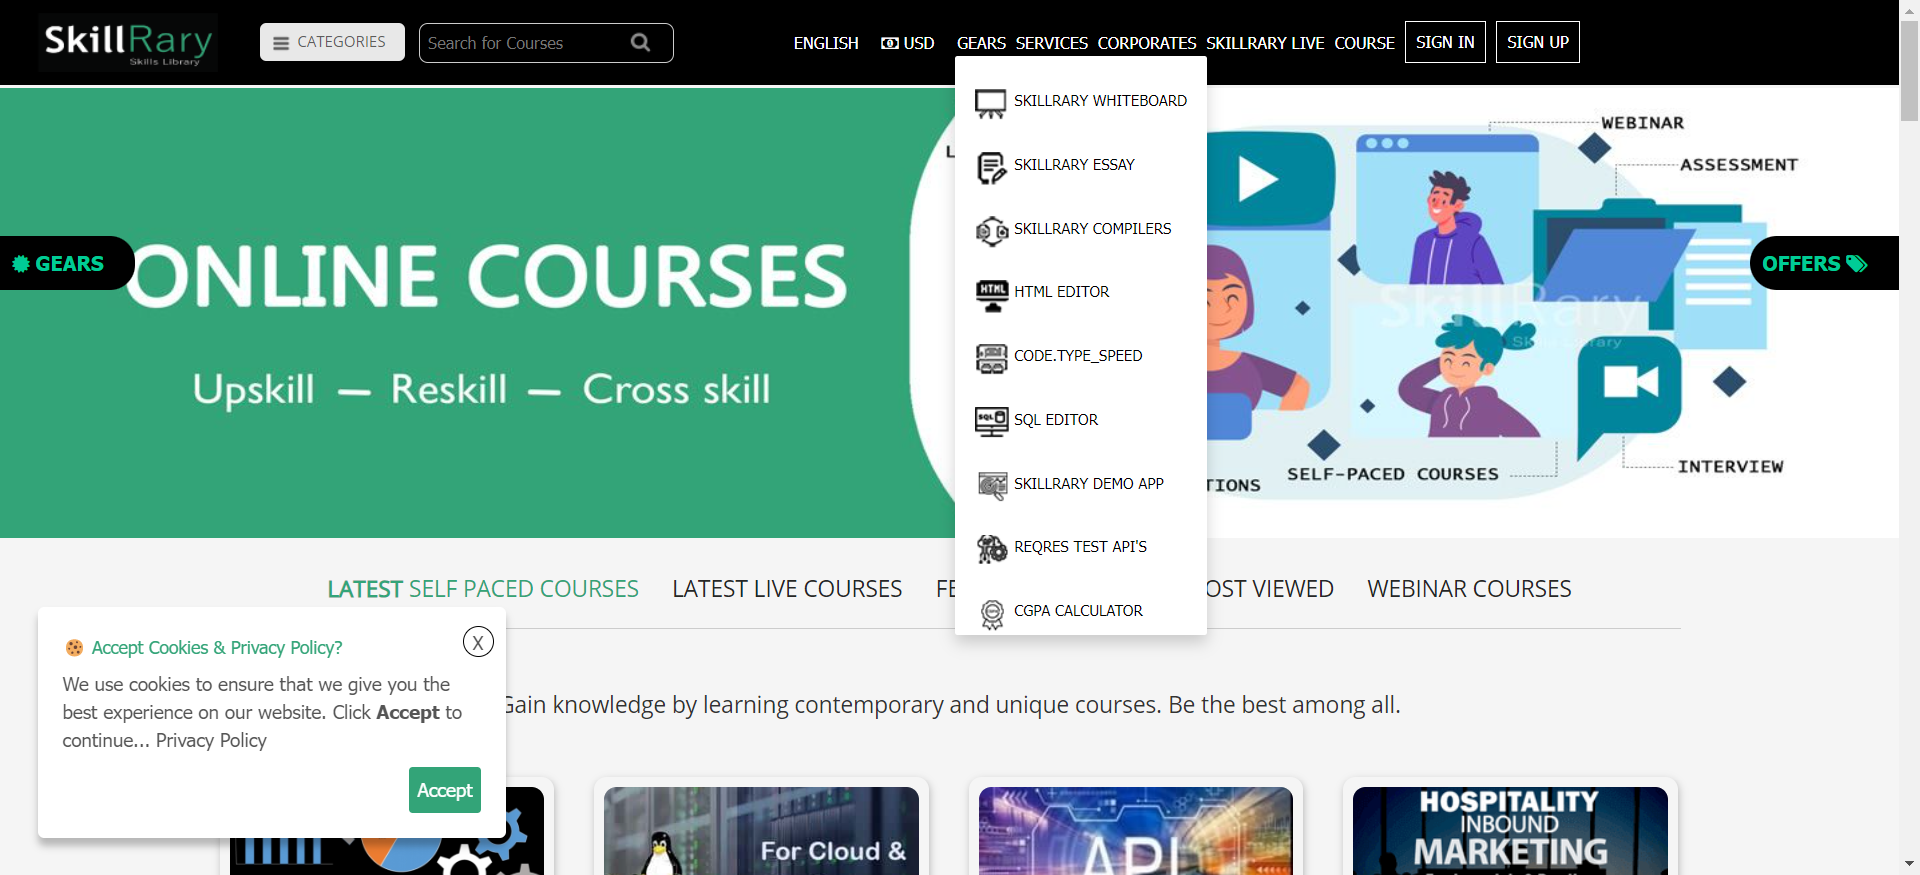 SkillRary
Skills Library
CATEGORIES
Search for Courses
ENGLISH
USD
GEARS
SERVICES
CORPORATES
SKILLRARY LIVE
COURSE
SIGN IN
SIGN UP
SKILLRARY WHITEBOARD
SKILLRARY ESSAY
SKILLRARY COMPILERS
HTML EDITOR
CODE.TYPE_SPEED
SQL EDITOR
SKILLRARY DEMO APP
REQRES TEST API'S
CGPA CALCULATOR
GEARS
ONLINE COURSES
Upskill — Reskill — Cross skill
WEBINAR
ASSESSMENT
OFFERS
SkillRary
SELF-PACED COURSES
INTERVIEW
LATEST SELF PACED COURSES
LATEST LIVE COURSES
WEBINAR COURSES
VIEWED
Gain knowledge by learning contemporary and unique courses. Be the best among all.
Accept Cookies & Privacy Policy?
X
We use cookies to ensure that we give you the
best experience on our website. Click Accept to
continue... Privacy Policy
Accept
For Cloud &
API
HOSPITALITY
INBOUND
MARKETING